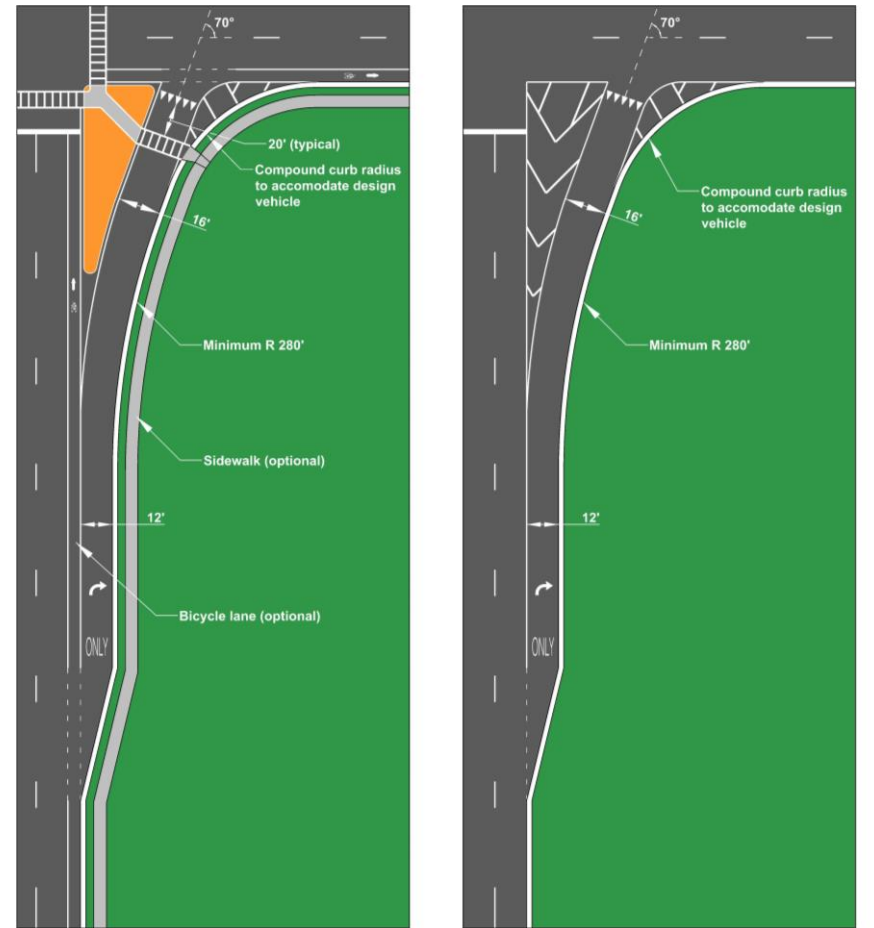 70°
20' (typical)
Compound curb radius
to accomodate design
vehicle
16'
Minimum R 280'
Sidewalk (optional)
12'
Bicycle lane (optional)
ONLY
70°
Compound curb radius
to accomodate design
vehicle
16'
Minimum R 280'
12'
ONLY